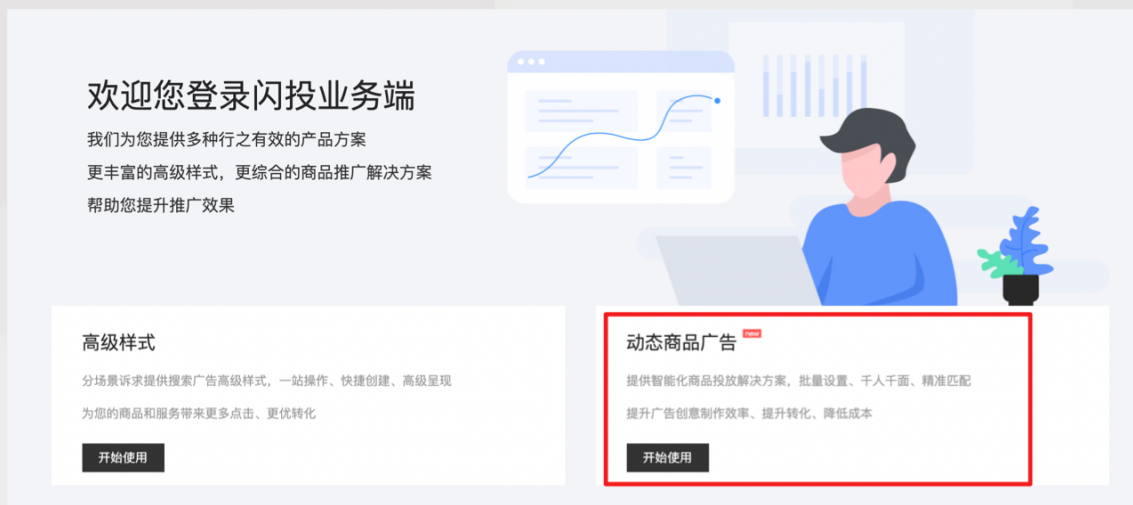 欢迎您登录闪投业务端
我们为您提供多种行之有效的产品方案
更丰富的高级样式，更综合的商品推广解决方案
帮助您提升推广效果
高级样式
分场景诉求提供搜索广告高级样式，一站操作、快捷创建、高级呈现
为您的商品和服务带来更多点击、更优转化
开始使用
动态商品广告 new
提供智能化商品投放解决方案，批量设置、千人千面、精准匹配
提升广告创意制作效率、提升转化、降低成本
开始使用